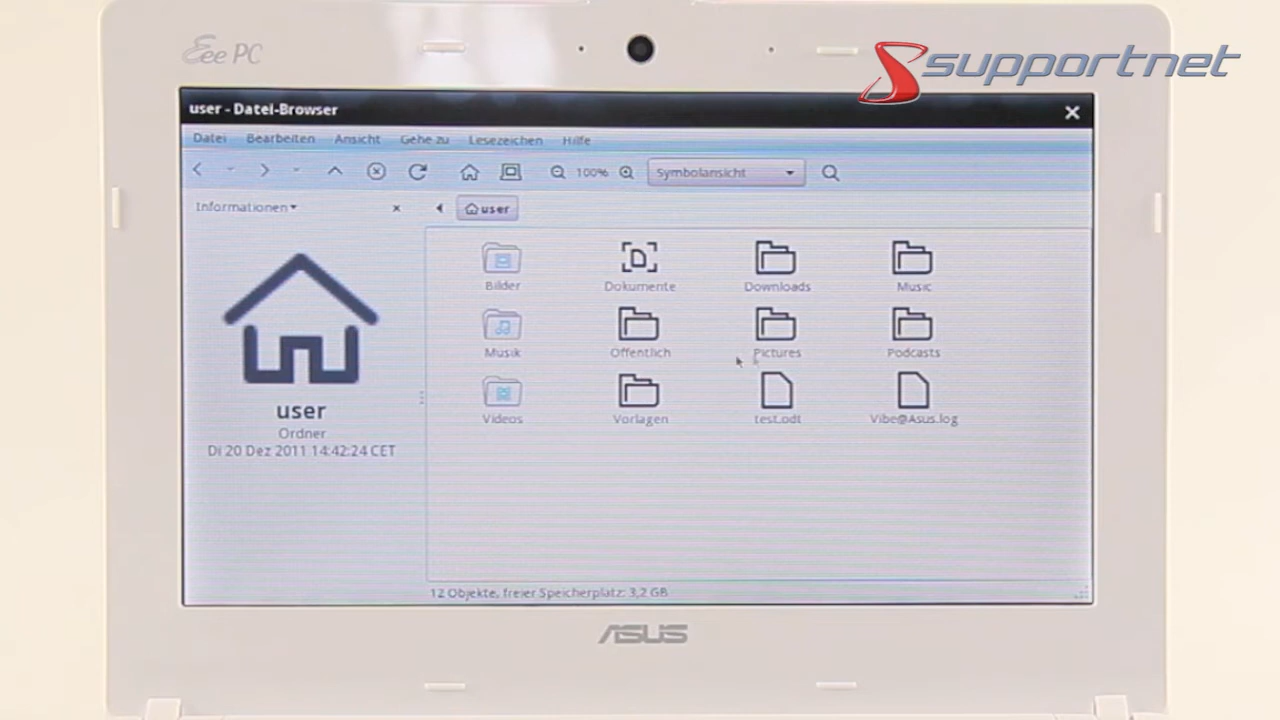 Eee PC
supportnet
user - Datei-Browser
Datei Bearbeiten Ansicht Gehe zu Lesezeichen Hilfe
100% Symbolansicht
Informationen
user
Bilder Dokumente Downloads Music
Musik Öffentlich Pictures Podcasts
Videos Vorlagen test.odt Vibe@Asus.log
user
Ordner
Di 20 Dez 2011 14:42:24 CET
12 Objekte, freier Speicherplatz: 3,2 GB
ASUS